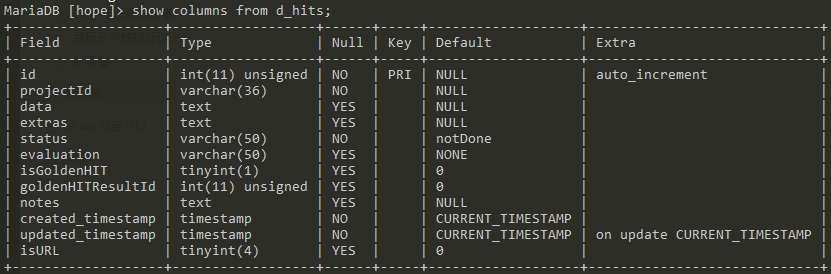 MariaDB [hope]> show columns from d_hits;
+---------------------+------------------+------+-----+-------------------+-----------------------------+
| Field | Type | Null | Key | Default | Extra |
+---------------------+------------------+------+-----+-------------------+-----------------------------+
| id | int(11) unsigned | NO | PRI | NULL | auto_increment |
| projectId | varchar(36) | NO | | NULL | |
| data | text | YES | | NULL | |
| extras | text | YES | | NULL | |
| status | varchar(50) | NO | | notDone | |
| evaluation | varchar(50) | YES | | NONE | |
| isGoldenHIT | tinyint(1) | YES | | 0 | |
| goldenHITResultId | int(11) unsigned | YES | | 0 | |
| notes | text | YES | | NULL | |
| created_timestamp | timestamp | NO | | CURRENT_TIMESTAMP | |
| updated_timestamp | timestamp | NO | | CURRENT_TIMESTAMP | on update CURRENT_TIMESTAMP |
| isURL | tinyint(4) | YES | | 0 | |
+---------------------+------------------+------+-----+-------------------+-----------------------------+